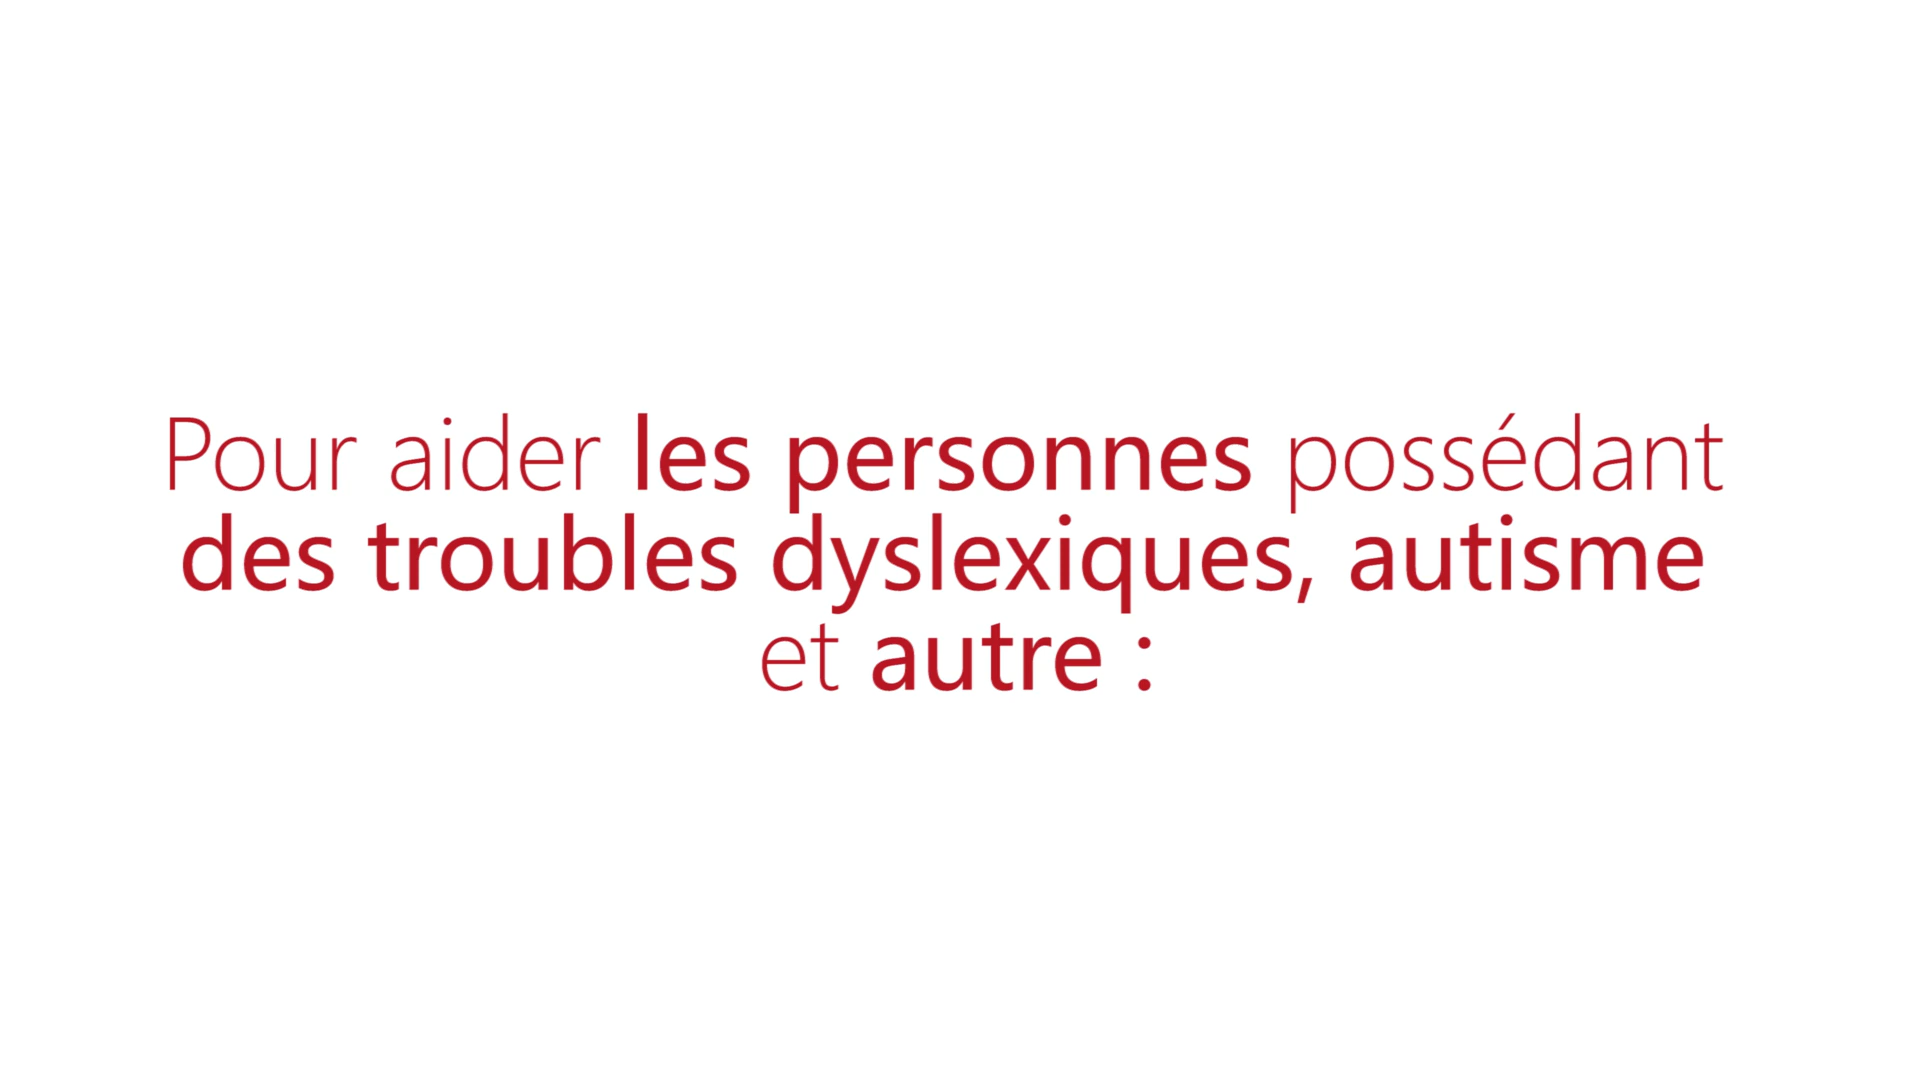 Pour aider les personnes possédant
des troubles dyslexiques, autisme
et autre :